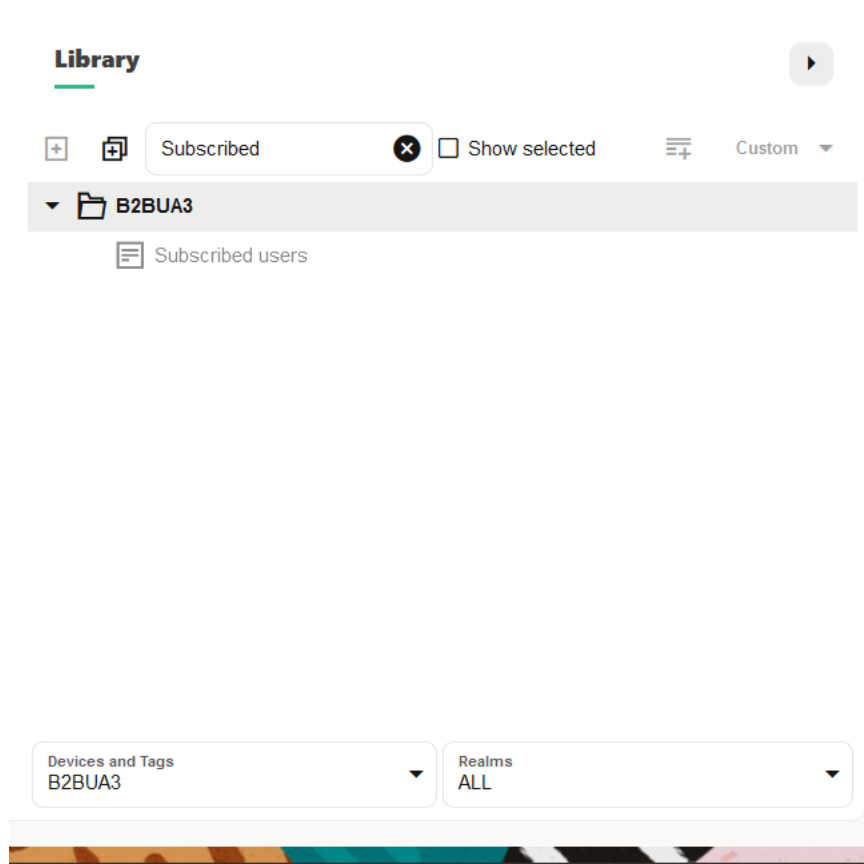 Library
Subscribed
Show selected
Custom
B2BUA3
Subscribed users
Devices and Tags
B2BUA3
Realms
ALL